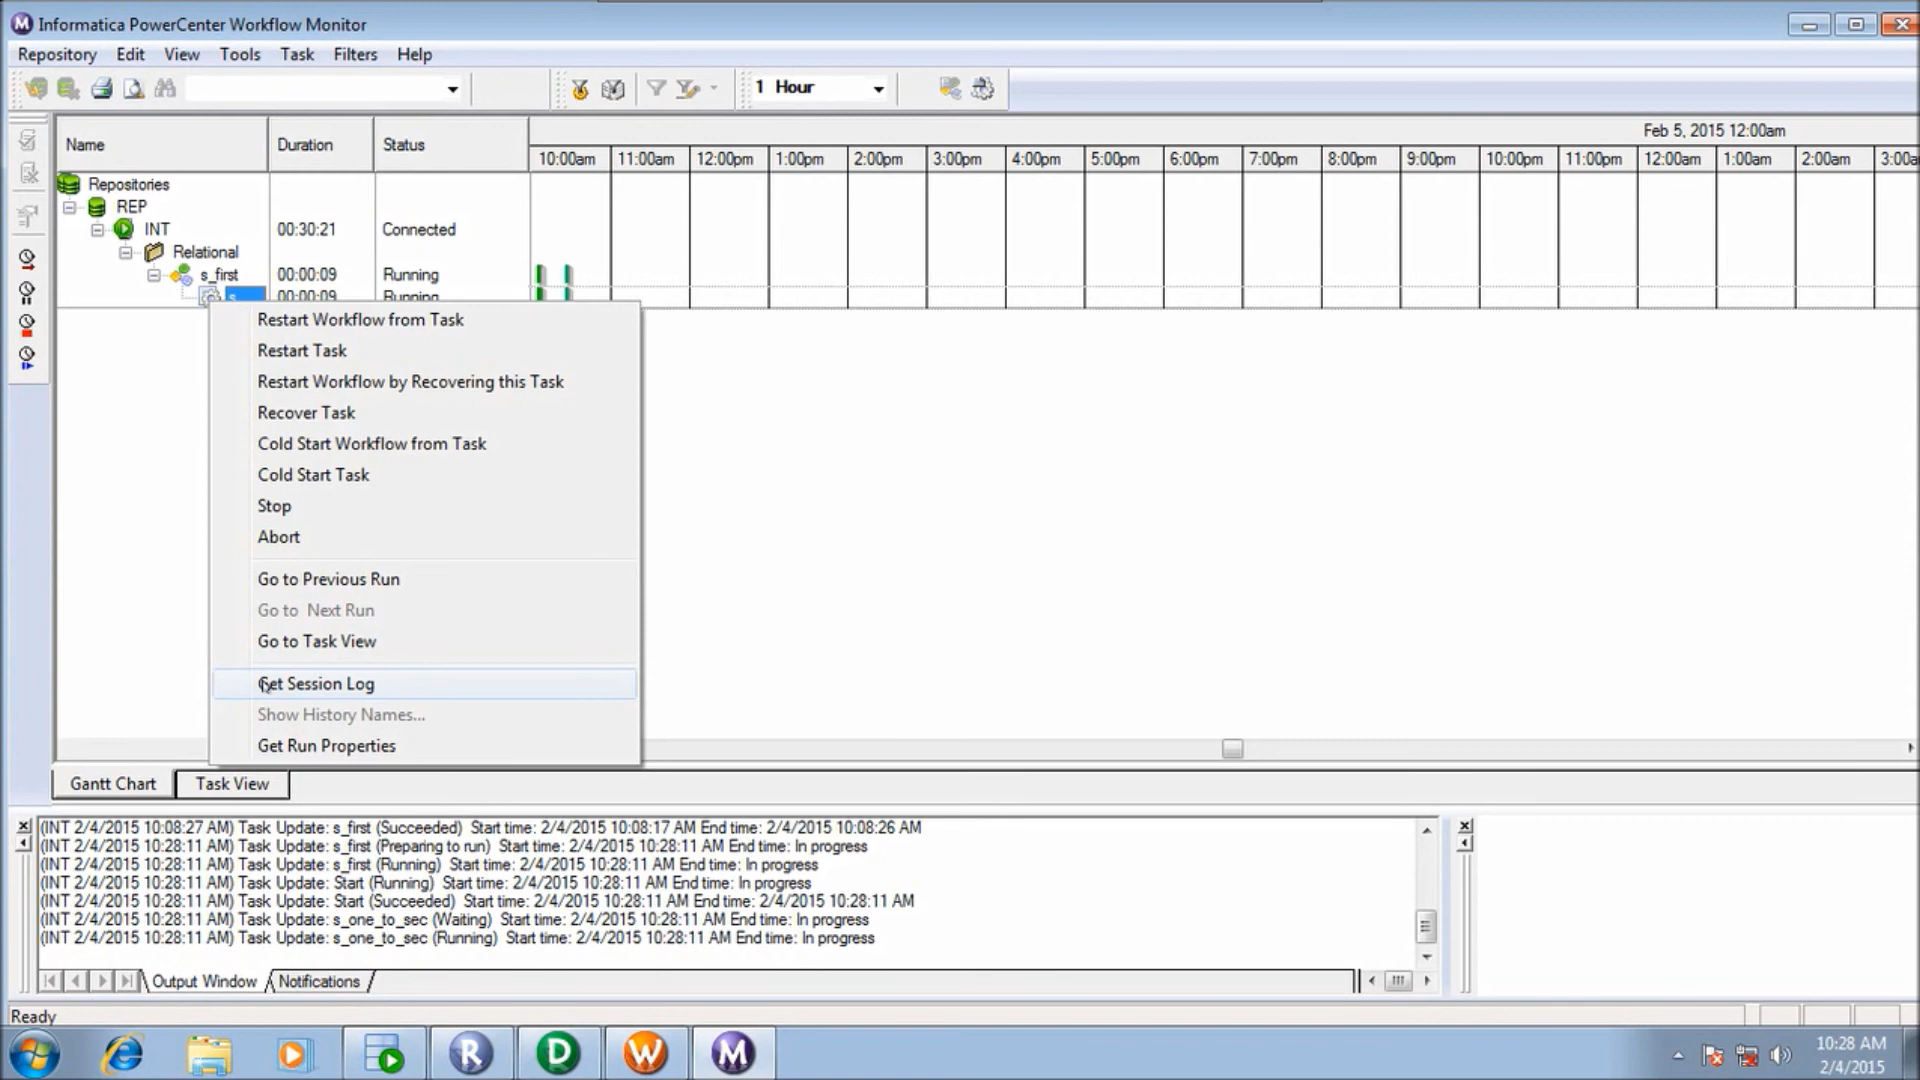 Informatica PowerCenter Workflow Monitor
Repository Edit View Tools Task Filters Help
1 Hour
Name Duration Status
Feb 5, 2015 12:00am
10:00am 11:00am 12:00pm 1:00pm 2:00pm 3:00pm 4:00pm 5:00pm 6:00pm 7:00pm 8:00pm 9:00pm 10:00pm 11:00pm 12:00am 1:00am 2:00am 3:00a
Repositories
REP
INT 00:30:21 Connected
Relational
s_first 00:00:09 Running
00:00:09 Running
Restart Workflow from Task
Restart Task
Restart Workflow by Recovering this Task
Recover Task
Cold Start Workflow from Task
Cold Start Task
Stop
Abort
Go to Previous Run
Go to Next Run
Go to Task View
Get Session Log
Show History Names...
Get Run Properties
Gantt Chart Task View
(INT 2/4/2015 10:08:27 AM) Task Update: s_first (Succeeded) Start time: 2/4/2015 10:08:17 AM End time: 2/4/2015 10:08:26 AM
(INT 2/4/2015 10:28:11 AM) Task Update: s_first (Preparing to run) Start time: 2/4/2015 10:28:11 AM End time: In progress
(INT 2/4/2015 10:28:11 AM) Task Update: s_first (Running) Start time: 2/4/2015 10:28:11 AM End time: In progress
(INT 2/4/2015 10:28:11 AM) Task Update: Start (Running) Start time: 2/4/2015 10:28:11 AM End time: In progress
(INT 2/4/2015 10:28:11 AM) Task Update: Start (Succeeded) Start time: 2/4/2015 10:28:11 AM End time: 2/4/2015 10:28:11 AM
(INT 2/4/2015 10:28:11 AM) Task Update: s_one_to_sec (Waiting) Start time: 2/4/2015 10:28:11 AM End time: In progress
(INT 2/4/2015 10:28:11 AM) Task Update: s_one_to_sec (Running) Start time: 2/4/2015 10:28:11 AM End time: In progress
Output Window Notifications
Ready
R D W M
10:28 AM
2/4/2015